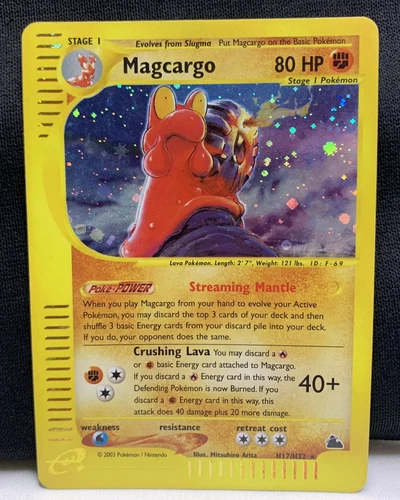 STAGE 1
Evolves from Slugma Put Magcargo on the Basic Pokémon
Magcargo 80 HP
Stage 1 Pokémon
Lava Pokémon. Length: 2' 7", Weight: 121 lbs. ID: F-69
Poké-POWER Streaming Mantle
When you play Magcargo from your hand to evolve your Active
Pokémon, you may discard the top 3 cards of your deck and then
shuffle 3 basic Energy cards from your discard pile into your deck.
If you do, your opponent does the same.
Crushing Lava You may discard a
or basic Energy card attached to Magcargo.
If you discard a Energy card in this way, the
Defending Pokémon is now Burned. If you
discard a Energy card in this way, this
attack does 40 damage plus 20 more damage.
40+
weakness resistance retreat cost
Illus. Mitsuhiro Arita
© 2003 Pokémon / Nintendo H17/H32
e